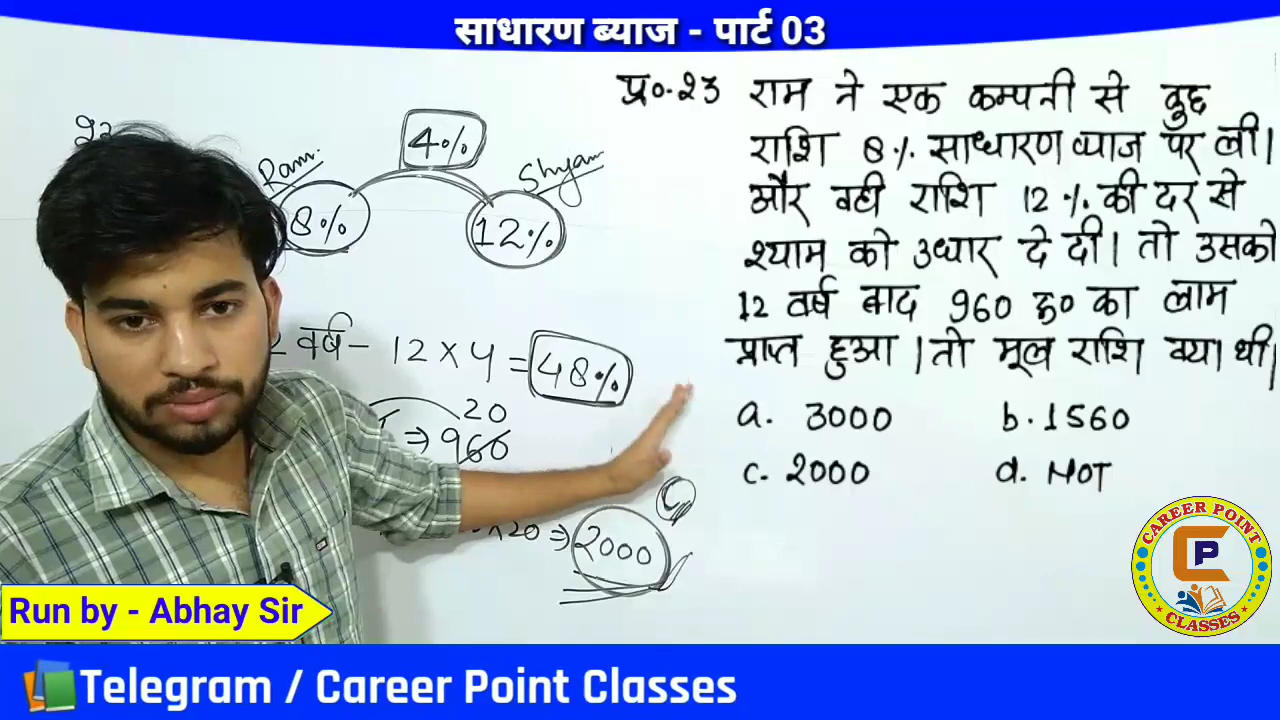 साधारण ब्याज - पार्ट 03
प्र०.23 राम ने एक कम्पनी से कुछ
राशि 8% साधारण ब्याज पर ली।
और वही राशि 12% की दर से
श्याम को उधार दे दी। तो उसको
12 वर्ष बाद 960 रु० का लाभ
प्राप्त हुआ। तो मूल राशि क्या थी।
a. 3000 b. 1560
c. 2000 d. NOT
4%
Ram. Shyam
8% 12%
वर्ष - 12 × 4 = 48%
20
⇒ 960
×20 ⇒ 2000
C
Run by - Abhay Sir
CAREER POINT
CP
CLASSES
Telegram / Career Point Classes